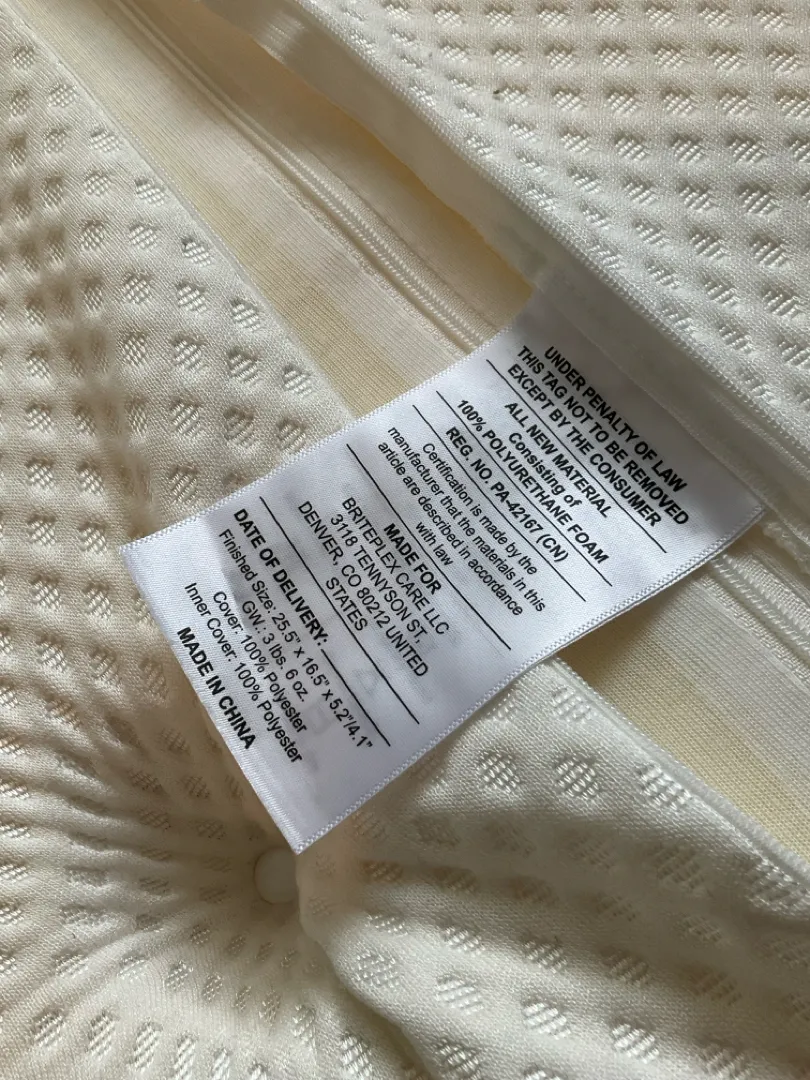 UNDER PENALTY OF LAW
THIS TAG NOT TO BE REMOVED
EXCEPT BY THE CONSUMER
ALL NEW MATERIAL
Consisting of
100% POLYURETHANE FOAM
REG. NO. PA-42167 (CN)
Certification is made by the
manufacturer that the materials in this
article are described in accordance
with law
MADE FOR
BRITEPLEX CARE LLC
3118 TENNYSON ST,
DENVER, CO 80212 UNITED
STATES
DATE OF DELIVERY:
Finished Size: 25.5" x 16.5" x 5.2"/4.1"
GW.: 3 lbs. 6 oz.
Cover: 100% Polyester
Inner Cover: 100% Polyester
MADE IN CHINA